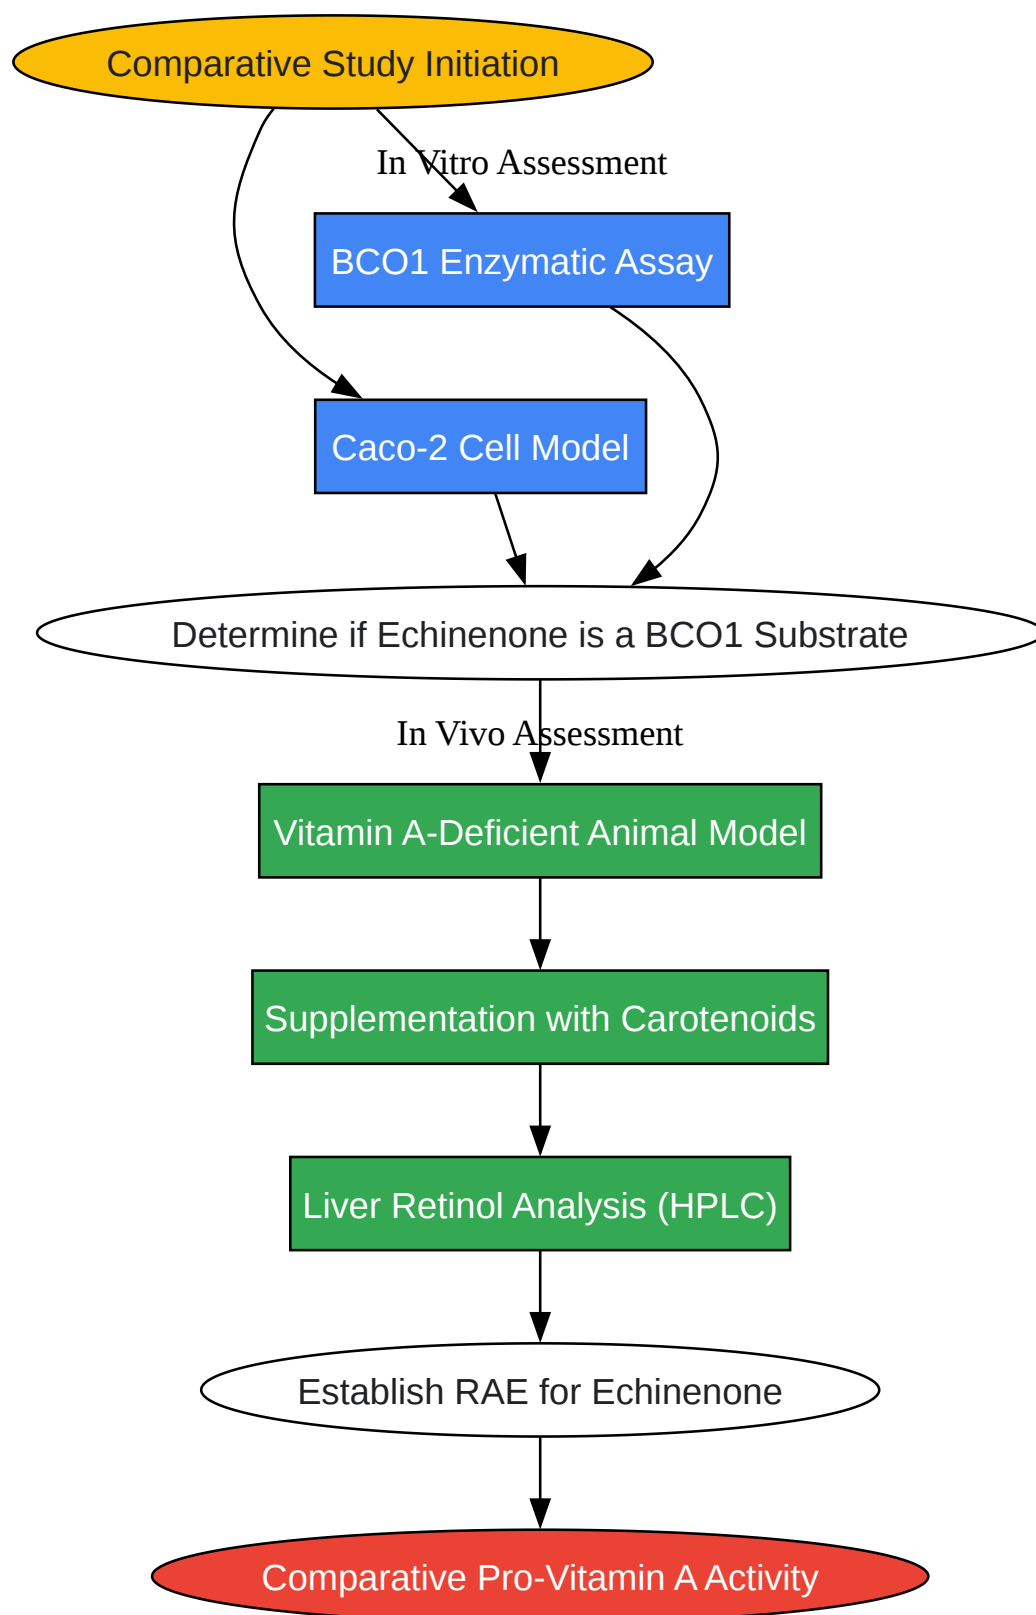 Comparative Study Initiation
In Vitro Assessment
BCO1 Enzymatic Assay
Caco-2 Cell Model
Determine if Echinenone is a BCO1 Substrate
In Vivo Assessment
Vitamin A-Deficient Animal Model
Supplementation with Carotenoids
Liver Retinol Analysis (HPLC)
Establish RAE for Echinenone
Comparative Pro-Vitamin A Activity